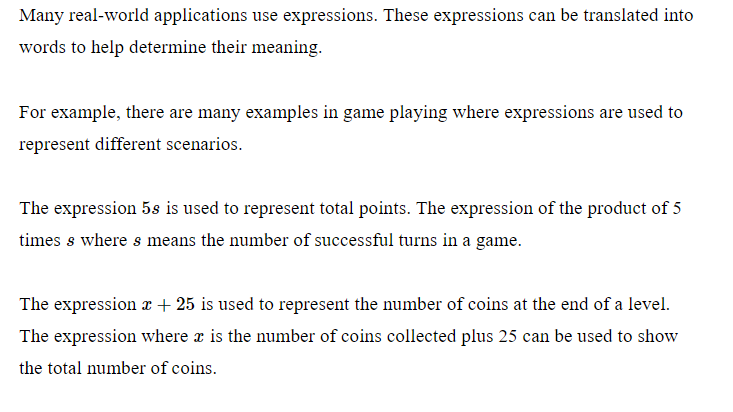 Many real-world applications use expressions. These expressions can be translated into
words to help determine their meaning.
For example, there are many examples in game playing where expressions are used to
represent different scenarios.
The expression 5s is used to represent total points. The expression of the product of 5
times s where s means the number of successful turns in a game.
The expression x + 25 is used to represent the number of coins at the end of a level.
The expression where x is the number of coins collected plus 25 can be used to show
the total number of coins.